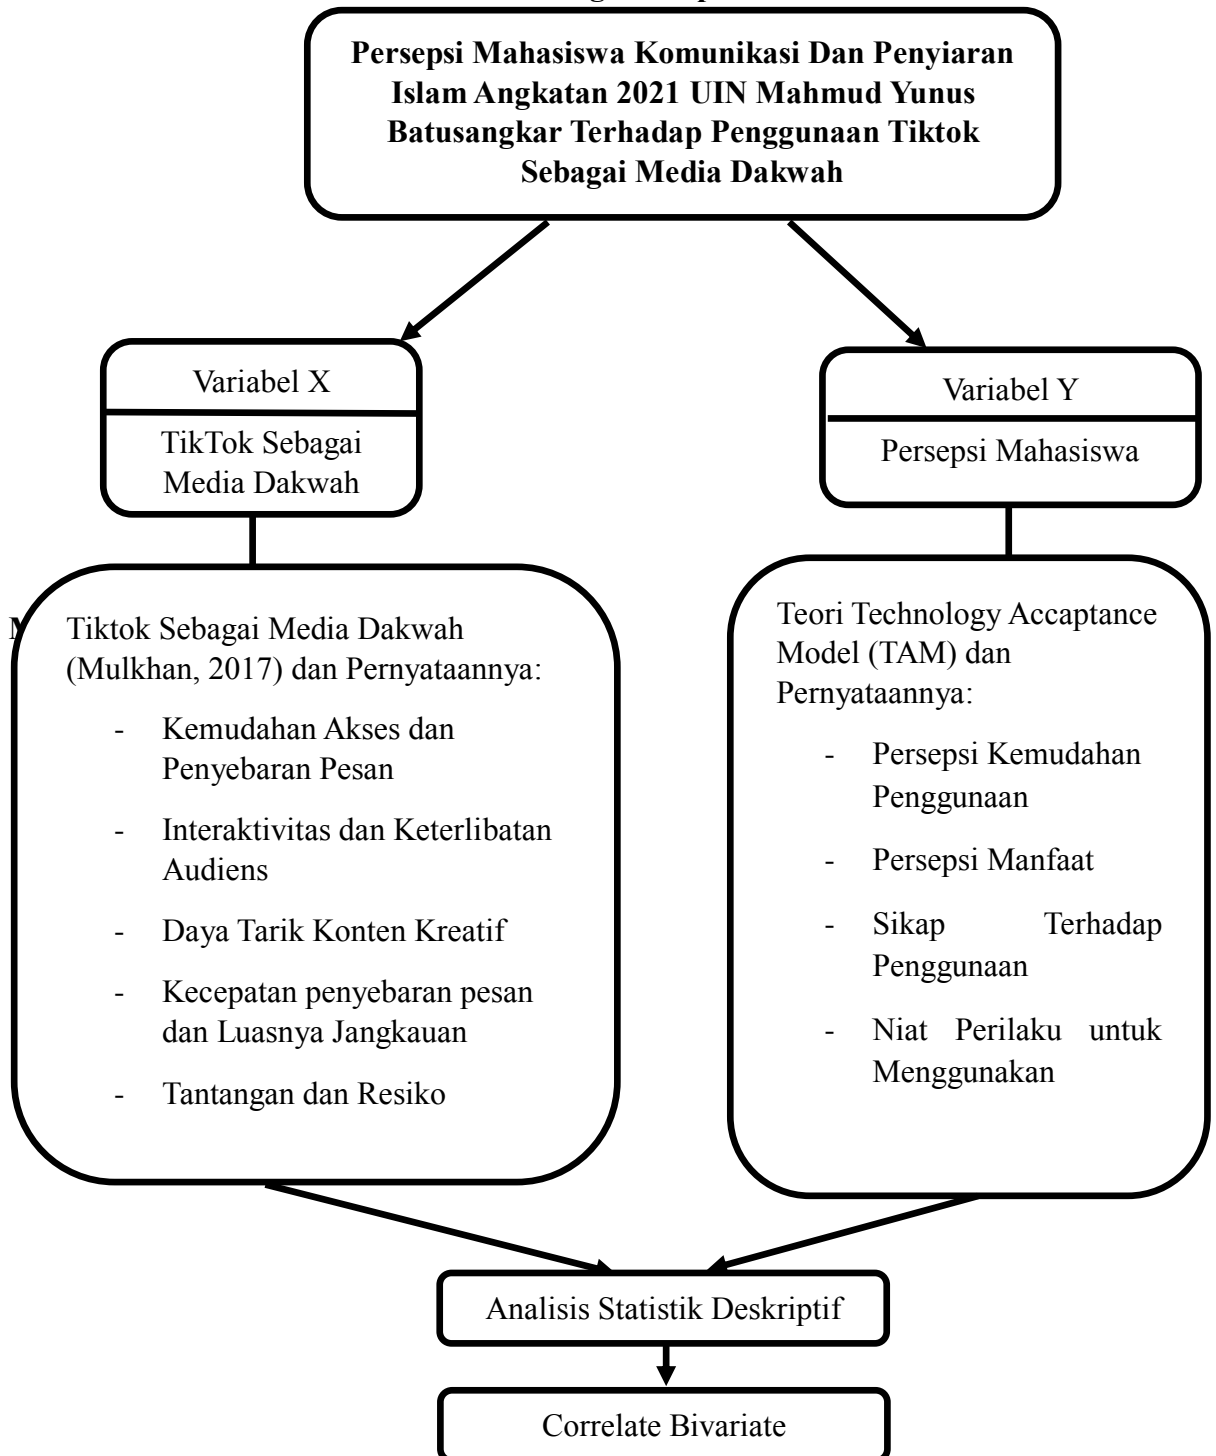 Persepsi Mahasiswa Komunikasi Dan Penyiaran
Islam Angkatan 2021 UIN Mahmud Yunus
Batusangkar Terhadap Penggunaan Tiktok
Sebagai Media Dakwah
Variabel X
TikTok Sebagai
Media Dakwah
Variabel Y
Persepsi Mahasiswa
Tiktok Sebagai Media Dakwah
(Mulkhan, 2017) dan Pernyataannya:
- Kemudahan Akses dan
Penyebaran Pesan
- Interaktivitas dan Keterlibatan
Audiens
- Daya Tarik Konten Kreatif
- Kecepatan penyebaran pesan
dan Luasnya Jangkauan
- Tantangan dan Resiko
Teori Technology Accaptance
Model (TAM) dan
Pernyataannya:
- Persepsi Kemudahan
Penggunaan
- Persepsi Manfaat
- Sikap Terhadap
Penggunaan
- Niat Perilaku untuk
Menggunakan
Analisis Statistik Deskriptif
Correlate Bivariate